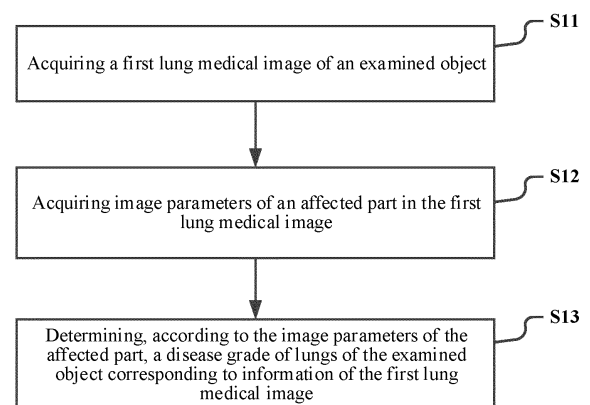 S11
Acquiring a first lung medical image of an examined object
S12
Acquiring image parameters of an affected part in the first
lung medical image
S13
Determining, according to the image parameters of the
affected part, a disease grade of lungs of the examined
object corresponding to information of the first lung
medical image